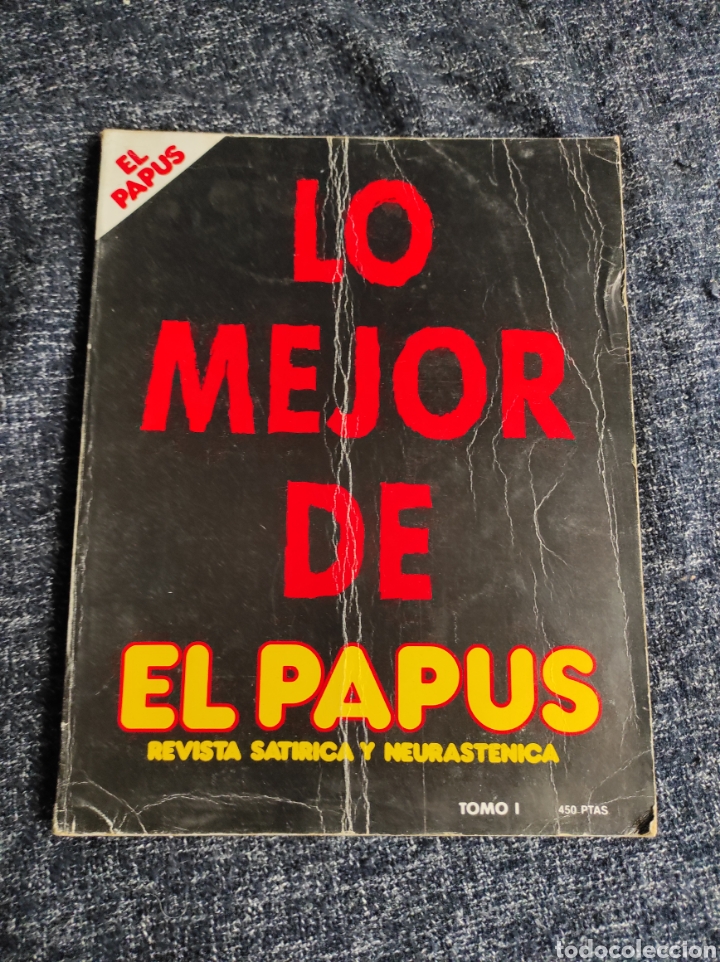 EL
PAPUS
LO
MEJOR
DE
EL PAPUS
REVISTA SATIRICA Y NEURASTENICA
TOMO I 450 PTAS
todocoleccion